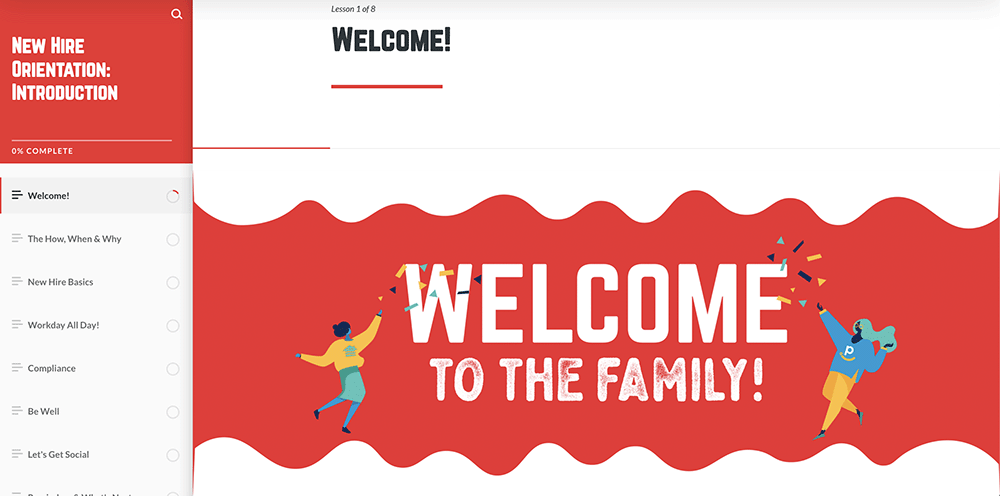 New Hire
Orientation:
Introduction
0% COMPLETE
Welcome!
The How, When & Why
New Hire Basics
Workday All Day!
Compliance
Be Well
Let's Get Social
Lesson 1 of 8
Welcome!
WELCOME
TO THE FAMILY!
p